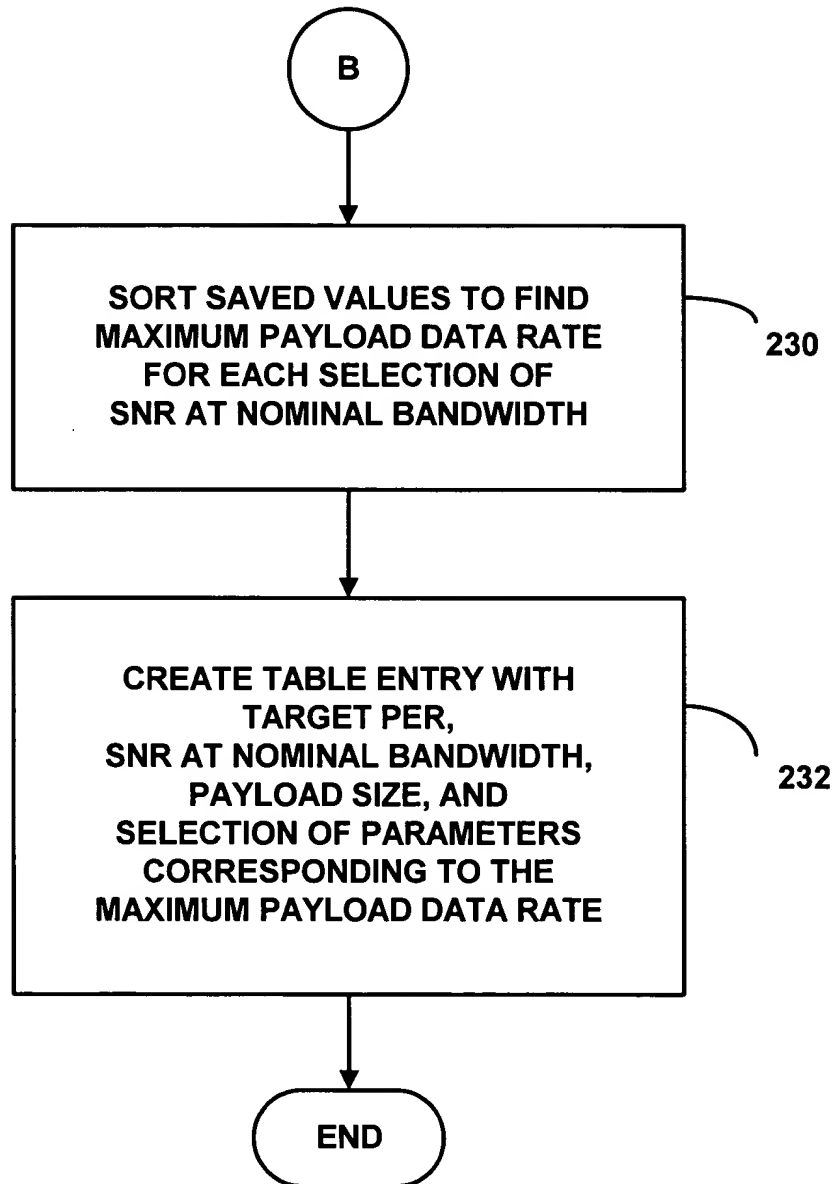 B
SORT SAVED VALUES TO FIND
MAXIMUM PAYLOAD DATA RATE
FOR EACH SELECTION OF
SNR AT NOMINAL BANDWIDTH
230
CREATE TABLE ENTRY WITH
TARGET PER,
SNR AT NOMINAL BANDWIDTH,
PAYLOAD SIZE, AND
SELECTION OF PARAMETERS
CORRESPONDING TO THE
MAXIMUM PAYLOAD DATA RATE
232
END